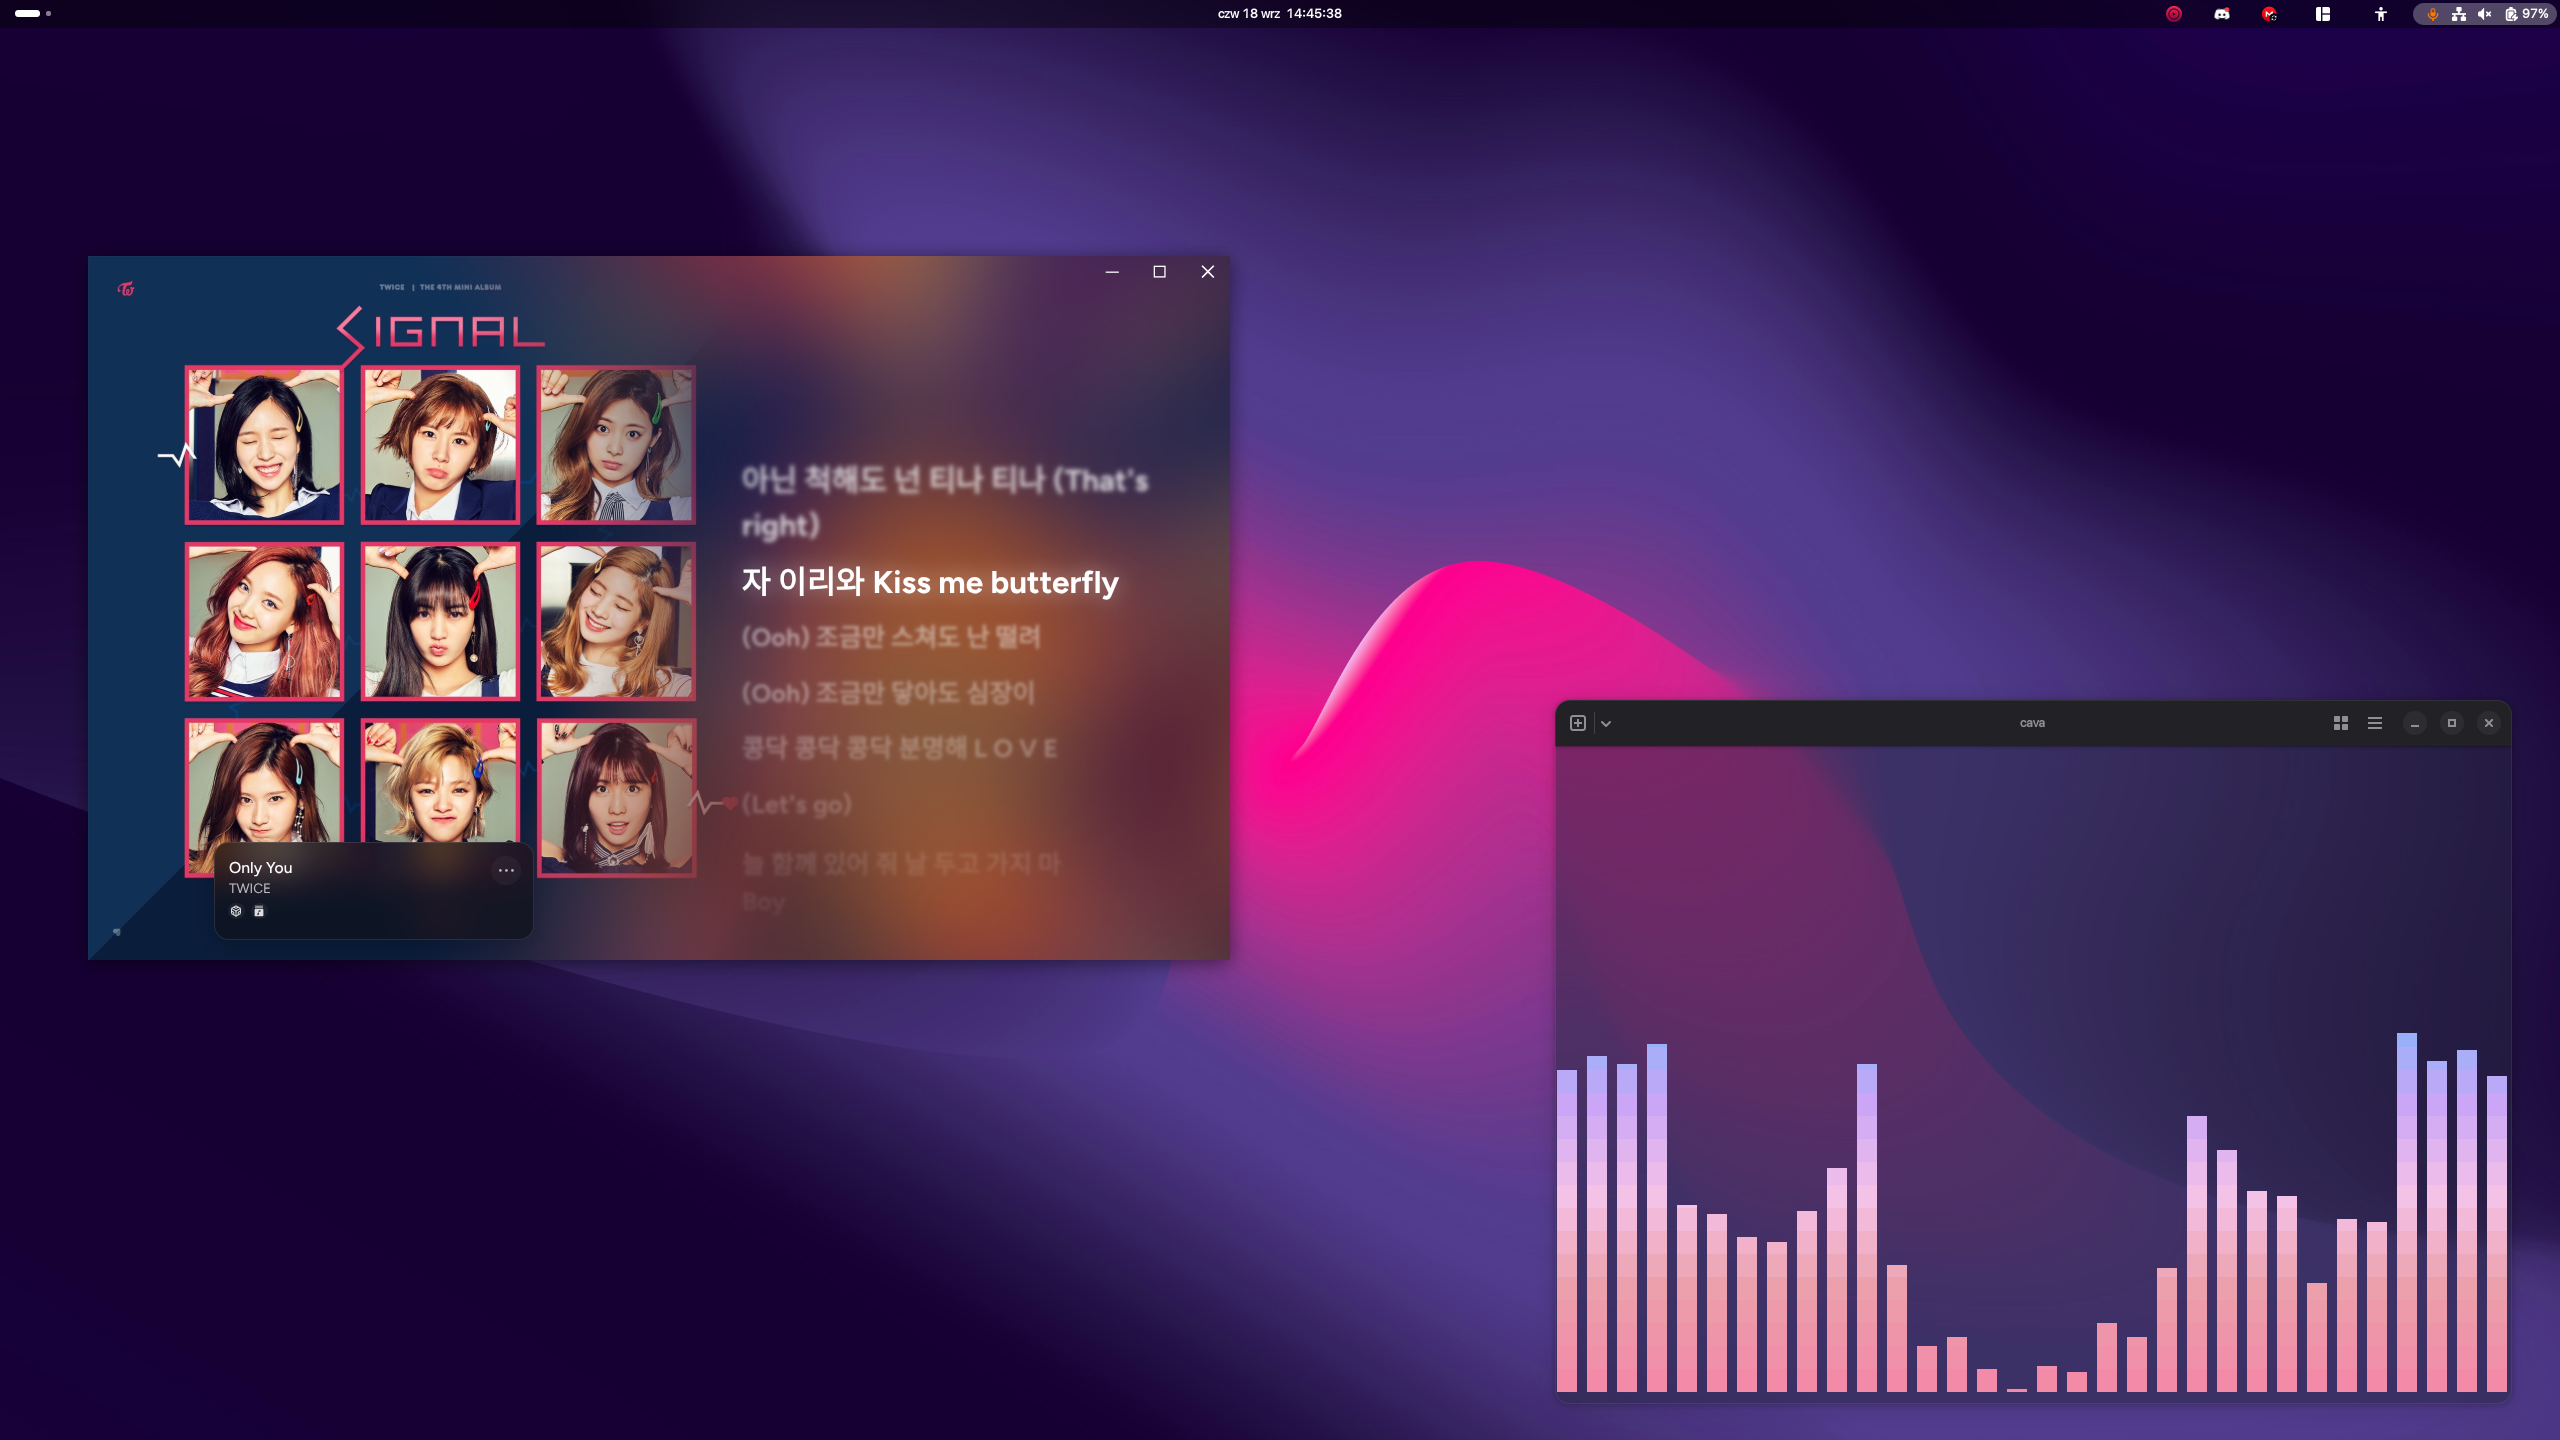 czw 18 wrz 14:45:38
97%
TWICE | THE 4TH MINI ALBUM
SIGNAL
아닌 척해도 넌 티나 티나 (That's
right)
자 이리와 Kiss me butterfly
(Ooh) 조금만 스쳐도 난 떨려
(Ooh) 조금만 닿아도 심장이
콩닥 콩닥 콩닥 분명해 L O V E
(Let's go)
늘 함께 있어 줘 날 두고 가지 마
Boy
Only You
TWICE
cava